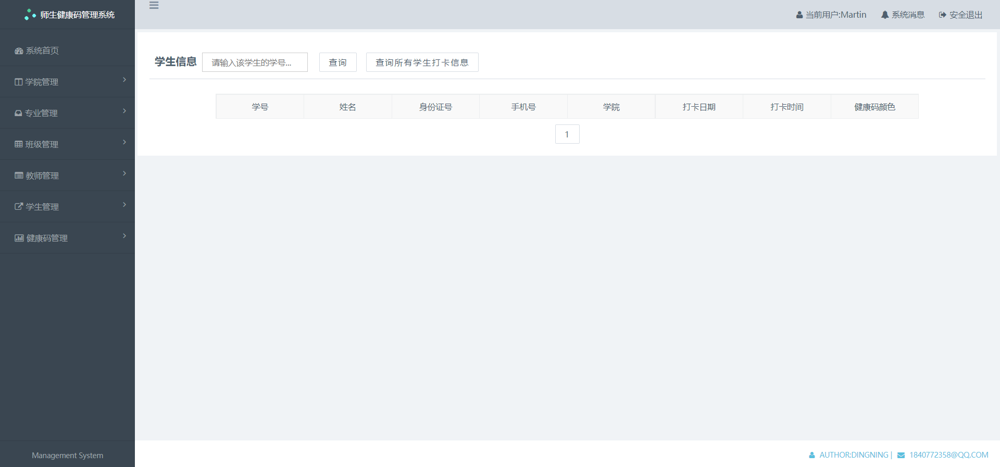 师生健康码管理系统
当前用户:Martin 系统消息 安全退出
系统首页
学院管理
专业管理
班级管理
教师管理
学生管理
健康码管理
学生信息 请输入该学生的学号... 查询 查询所有学生打卡信息
学号 姓名 身份证号 手机号 学院 打卡日期 打卡时间 健康码颜色
1
Management System
AUTHOR:DINGNING | 1840772358@QQ.COM